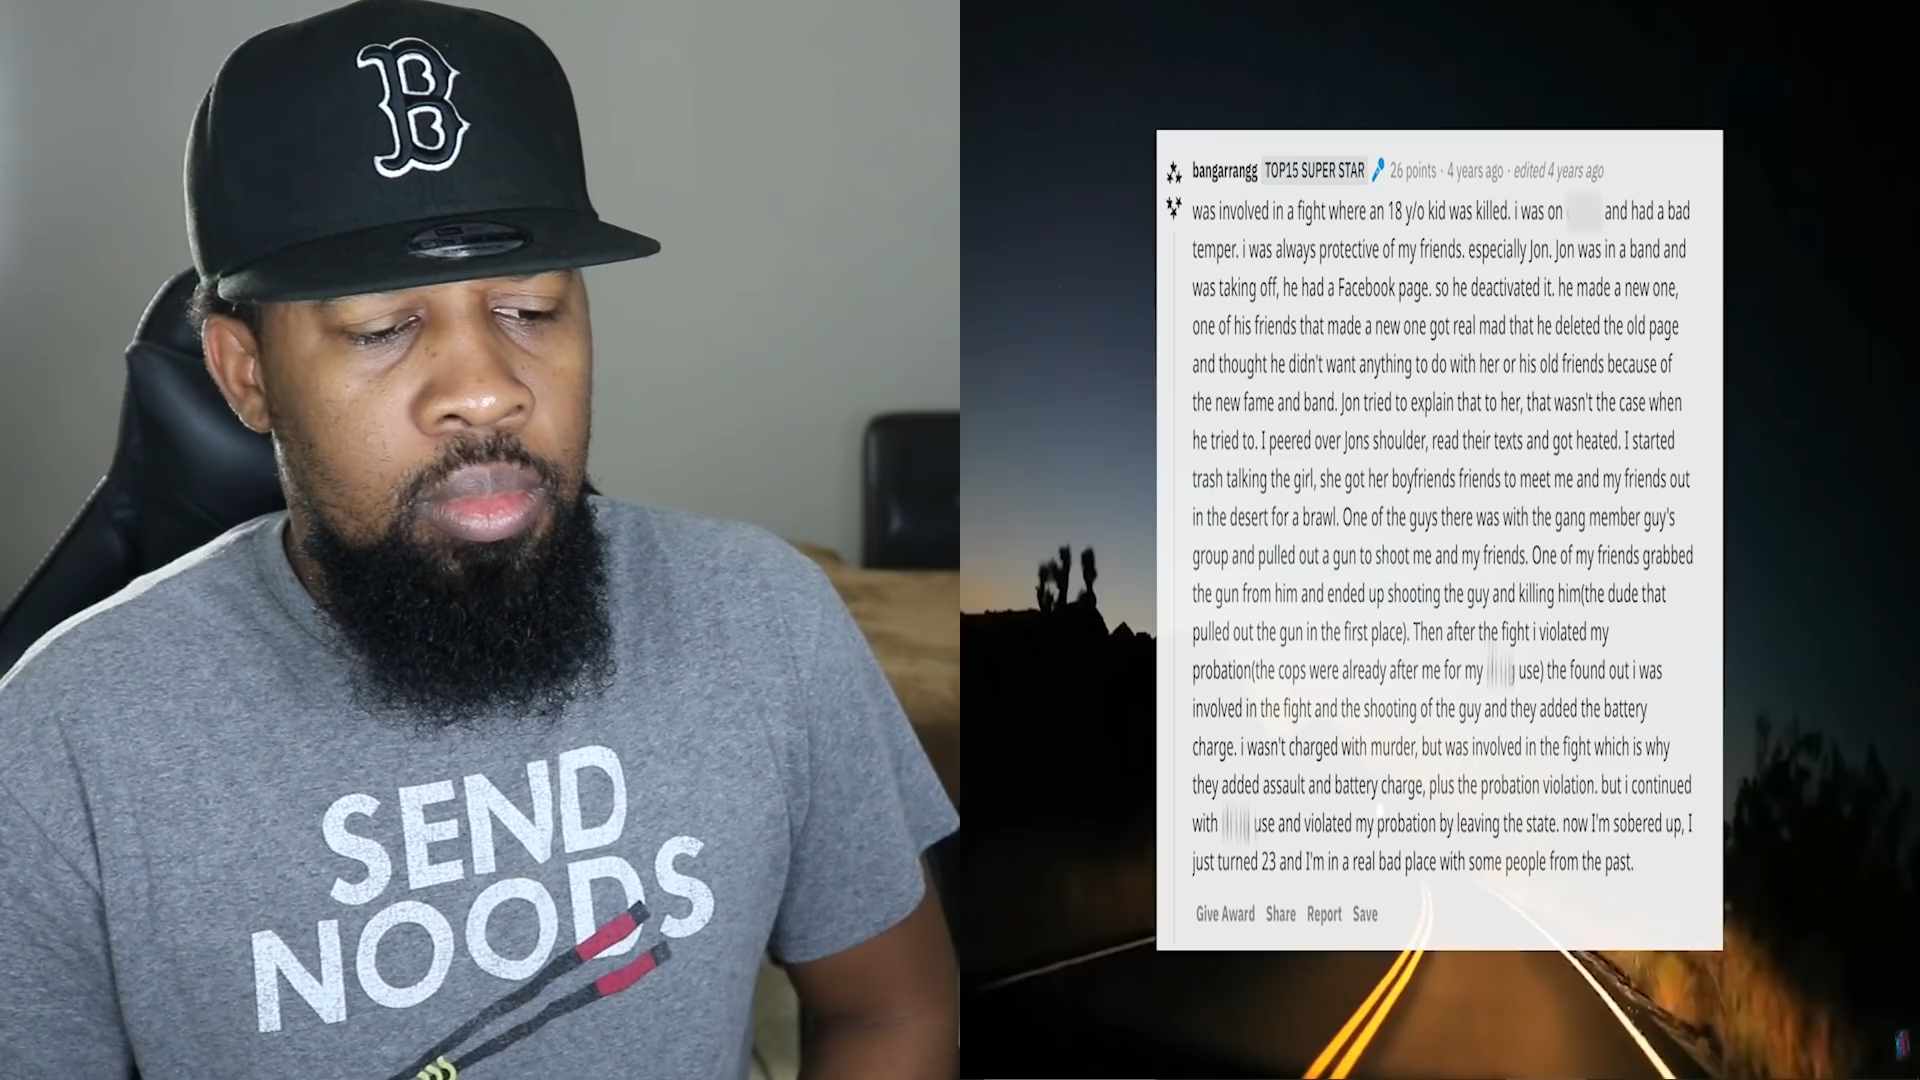 B
SEND
NOODS
bangarrangg TOP15 SUPER STAR 26 points · 4 years ago · edited 4 years ago
was involved in a fight where an 18 y/o kid was killed. i was on and had a bad
temper. i was always protective of my friends. especially Jon. Jon was in a band and
was taking off, he had a Facebook page. so he deactivated it. he made a new one,
one of his friends that made a new one got real mad that he deleted the old page
and thought he didn't want anything to do with her or his old friends because of
the new fame and band. Jon tried to explain that to her, that wasn't the case when
he tried to. I peered over Jons shoulder, read their texts and got heated. I started
trash talking the girl, she got her boyfriends friends to meet me and my friends out
in the desert for a brawl. One of the guys there was with the gang member guy's
group and pulled out a gun to shoot me and my friends. One of my friends grabbed
the gun from him and ended up shooting the guy and killing him(the dude that
pulled out the gun in the first place). Then after the fight i violated my
probation(the cops were already after me for my use) the found out i was
involved in the fight and the shooting of the guy and they added the battery
charge. i wasn't charged with murder, but was involved in the fight which is why
they added assault and battery charge, plus the probation violation. but i continued
with use and violated my probation by leaving the state. now I'm sobered up, I
just turned 23 and I'm in a real bad place with some people from the past.
Give Award Share Report Save